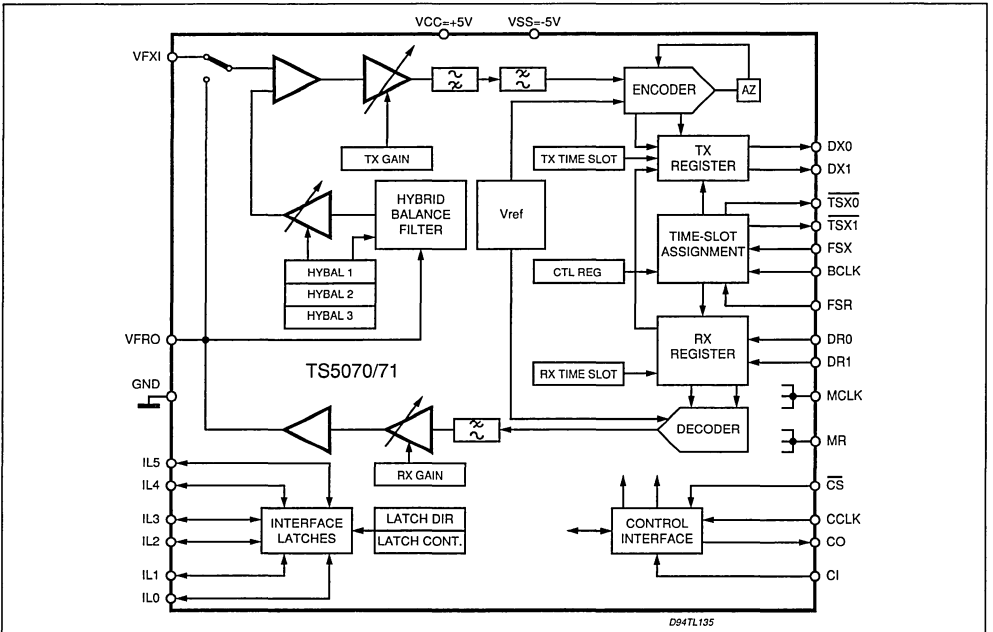 VCC=+5V
VSS=-5V
VFXI
ENCODER
AZ
TX GAIN
TX TIME SLOT
TX
REGISTER
DX0
DX1
HYBRID
BALANCE
FILTER
Vref
TSX0
TSX1
TIME-SLOT
ASSIGNMENT
FSX
BCLK
HYBAL 1
HYBAL 2
HYBAL 3
CTL REG
FSR
VFRO
RX
REGISTER
DR0
DR1
TS5070/71
RX TIME SLOT
GND
MCLK
DECODER
MR
RX GAIN
IL5
IL4
IL3
IL2
IL1
IL0
INTERFACE
LATCHES
LATCH DIR
LATCH CONT.
CONTROL
INTERFACE
CS
CCLK
CO
CI
D94TL135